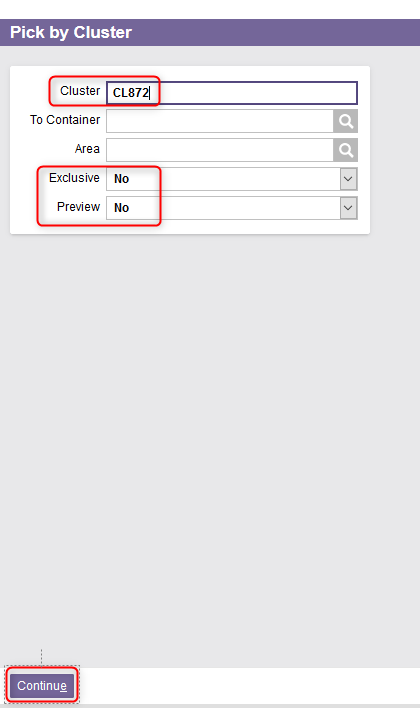 Pick by Cluster
Cluster CL872
To Container
Area
Exclusive No
Preview No
Continue